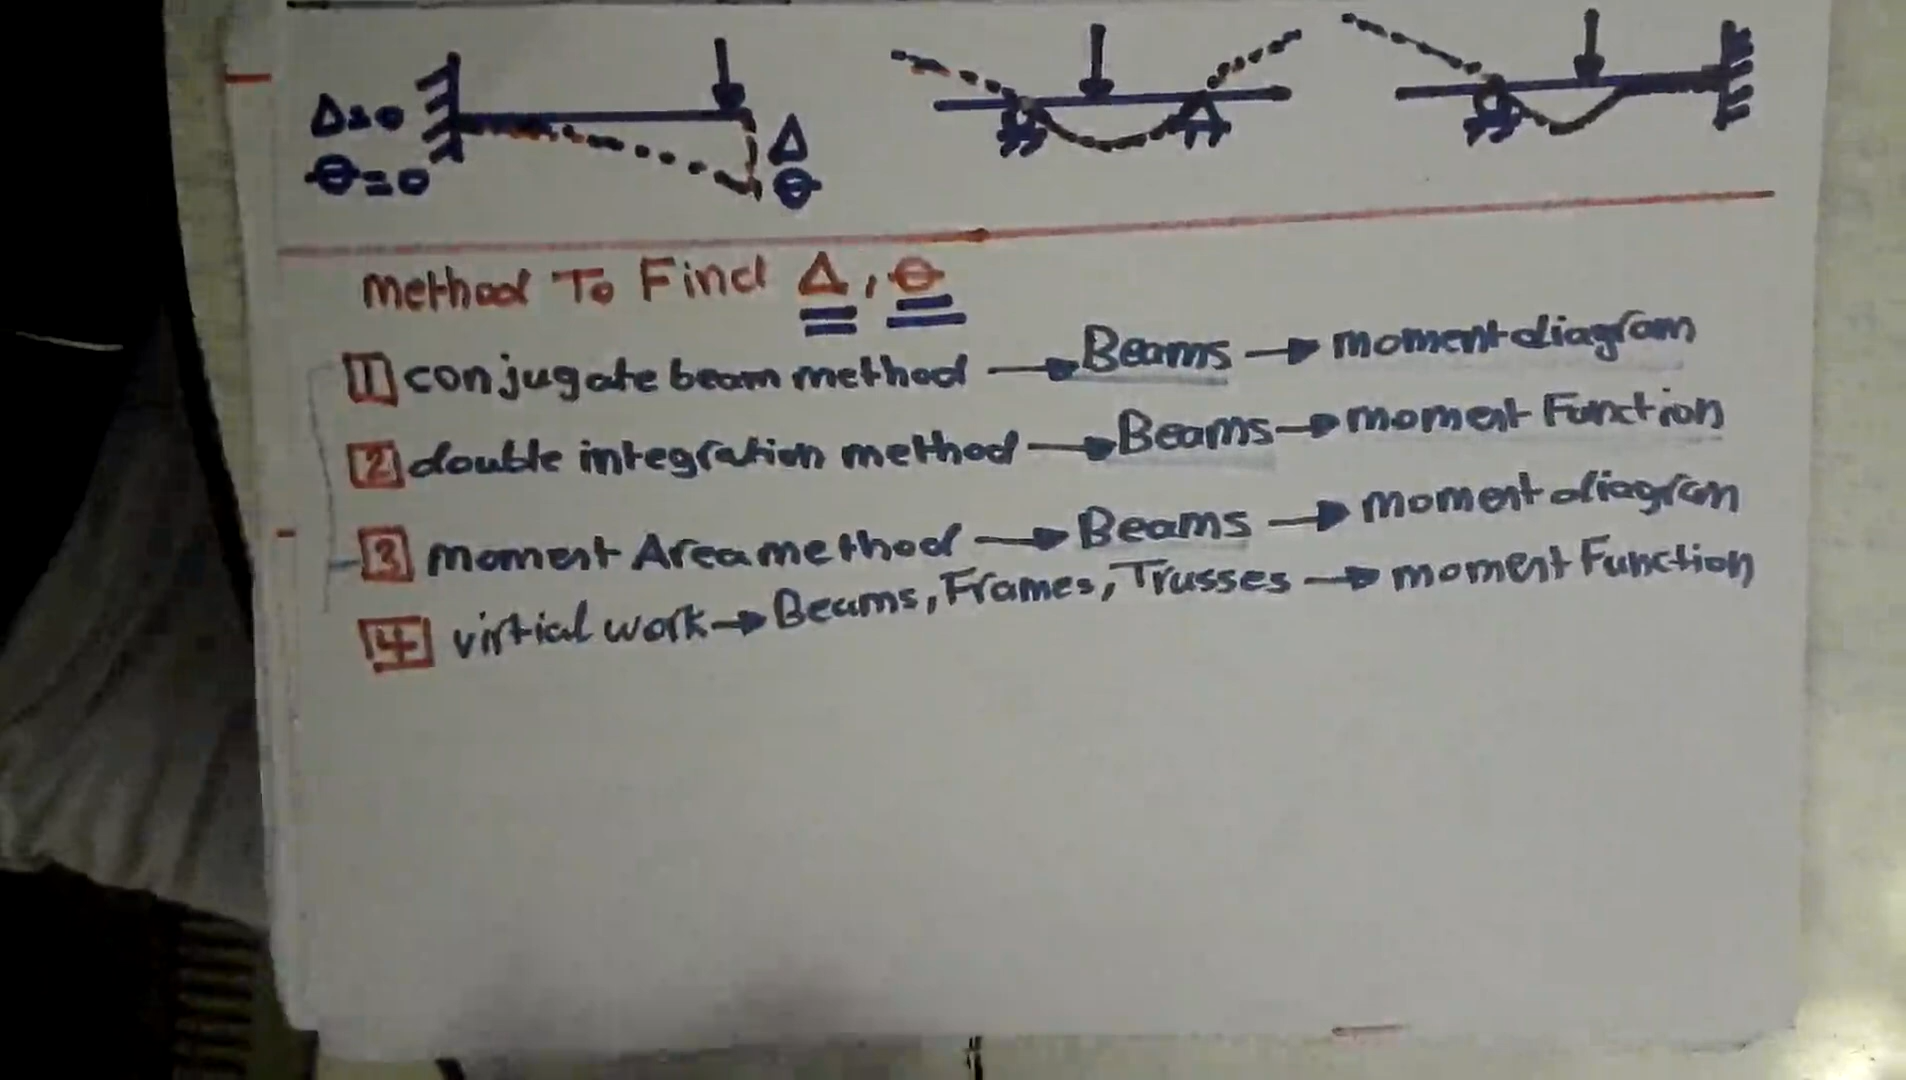 Δ=0
θ=0
Δ
θ
method To Find Δ, θ
1 conjugate beam method → Beams → moment diagram
2 double integration method → Beams → moment Function
3 moment Area method → Beams → moment diagram
4 virtial work → Beams, Frames, Trusses → moment Function